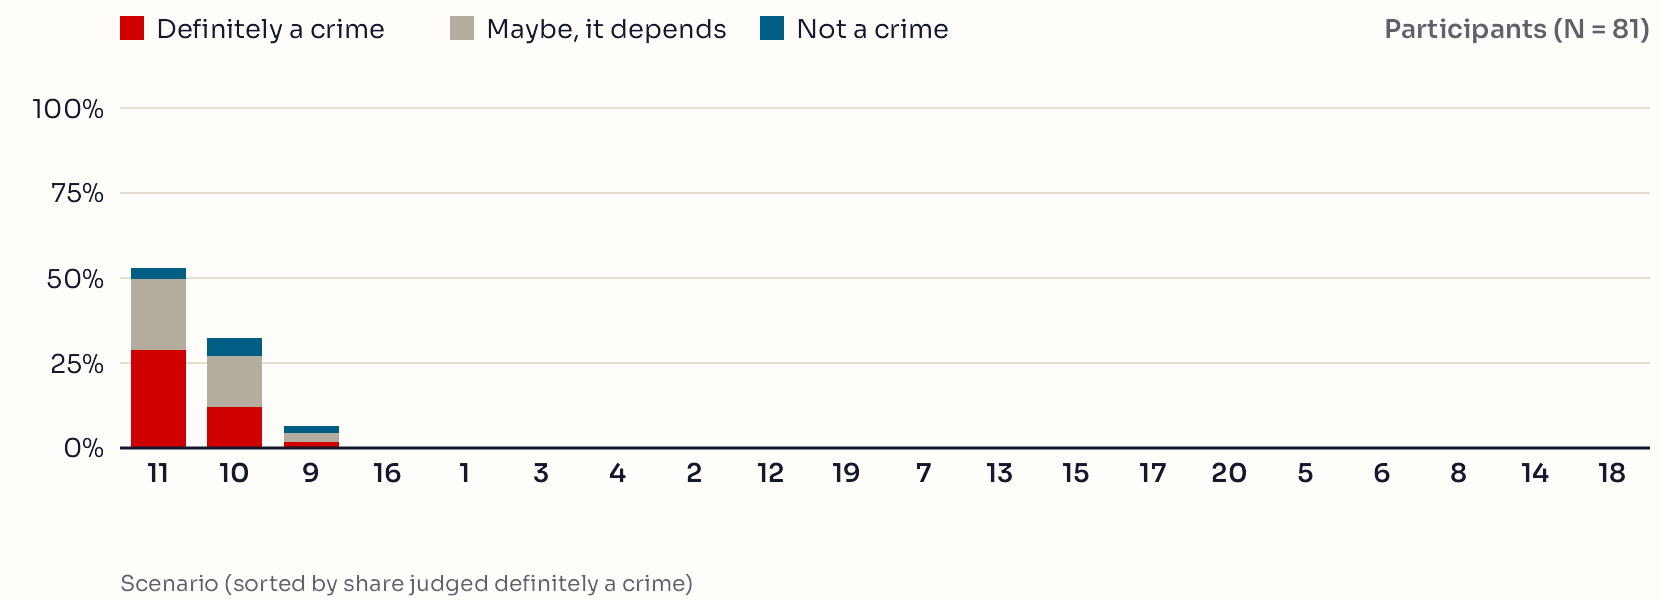 Definitely a crime Maybe, it depends Not a crime Participants (N = 81)
100%
75%
50%
25%
0%
11 10 9 16 1 3 4 2 12 19 7 13 15 17 20 5 6 8 14 18
Scenario (sorted by share judged definitely a crime)